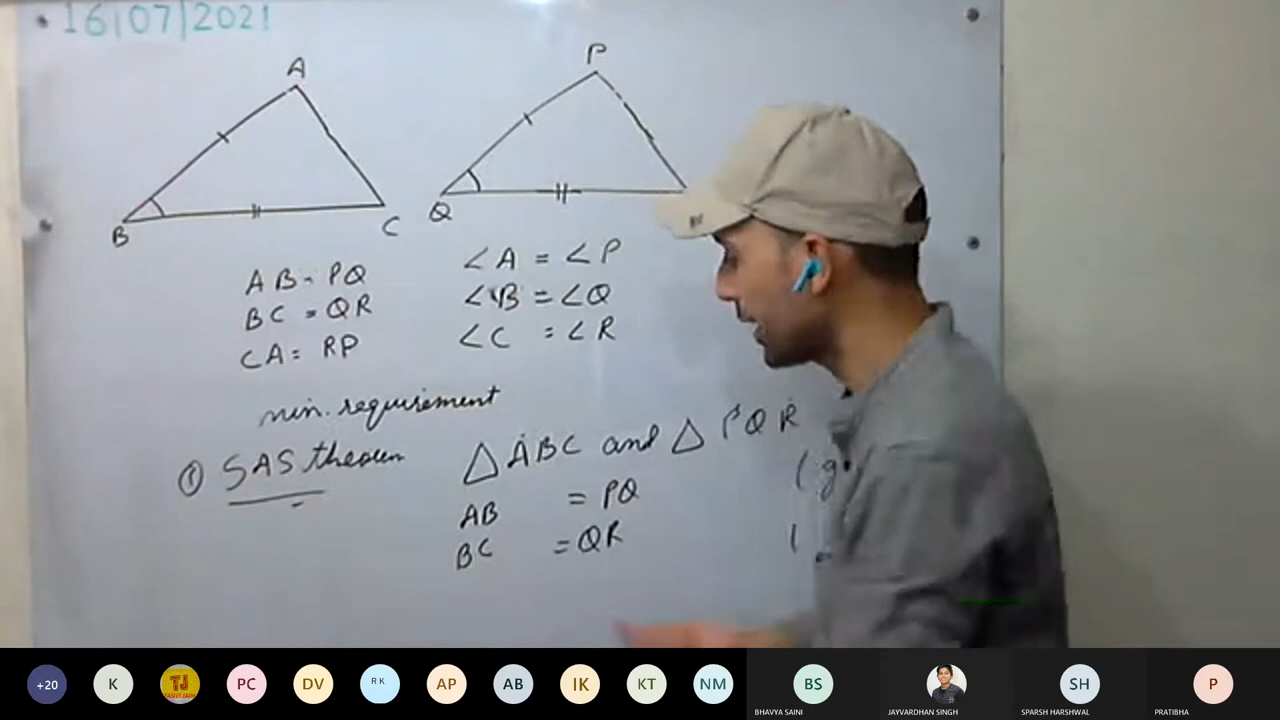 16/07/2021
A
B
C
P
Q
AB = PQ
BC = QR
CA = RP
∠A = ∠P
∠B = ∠Q
∠C = ∠R
min. requirement
① SAS theorem
△ABC and △PQR
AB = PQ
BC = QR
+20
K
TJ
PC
DV
RK
AP
AB
IK
KT
NM
BS
SH
P
BHAVYA SAINI
JAYVARDHAN SINGH
SPARSH HARSHWAL
PRATIBHA